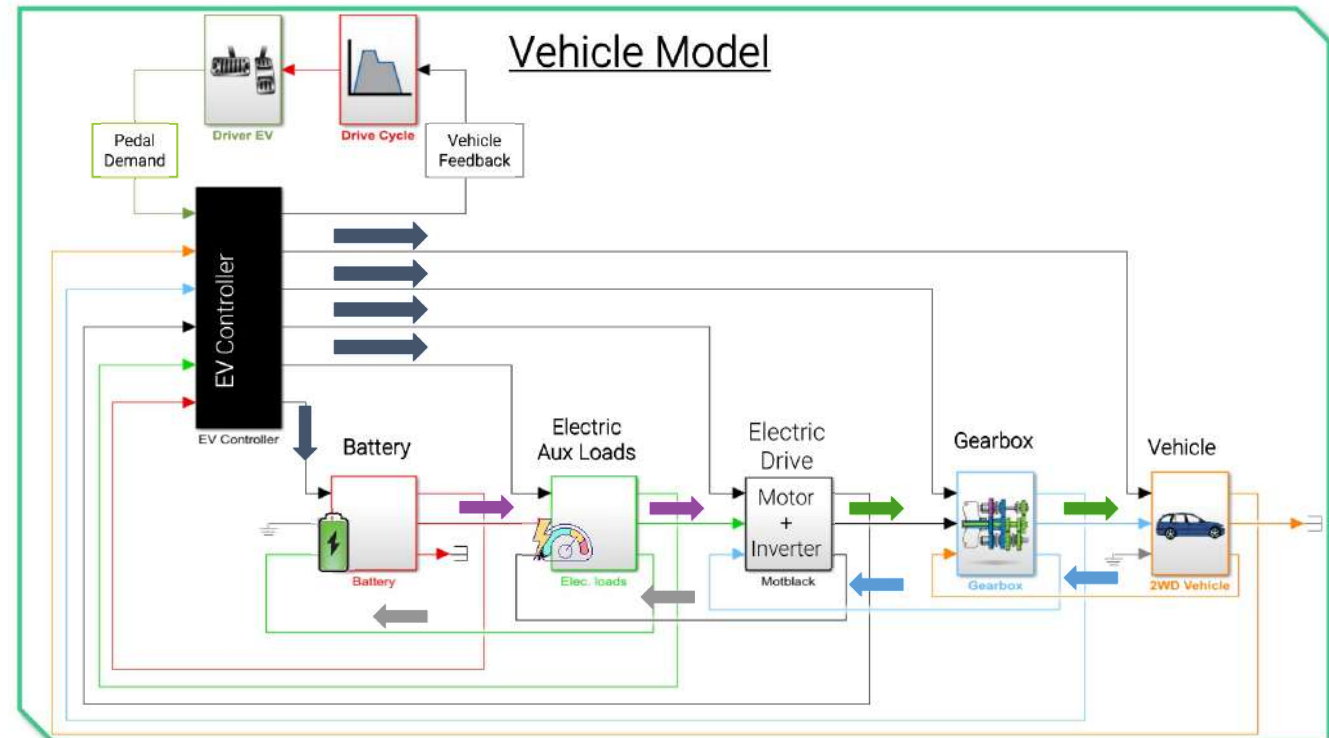 Vehicle Model
Driver EV
Drive Cycle
Pedal
Demand
Vehicle
Feedback
EV Controller
EV Controller
Battery
Electric
Aux Loads
Electric
Drive
Gearbox
Vehicle
Motor
+
Inverter
Battery
Elec. loads
Motblack
Gearbox
2WD Vehicle